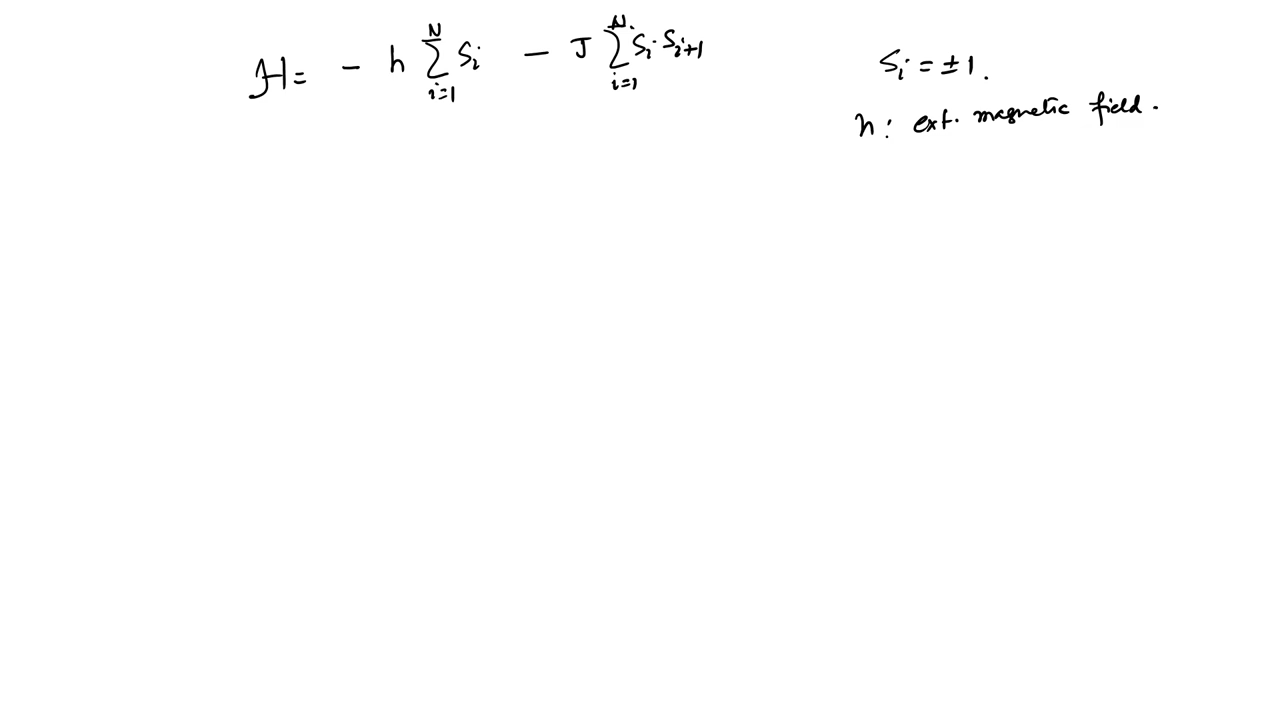 ℋ = - h ∑_{i=1}^{N} S_i - J ∑_{i=1}^{N} S_i S_{i+1} S_i = ±1.
h : ext. magnetic field.